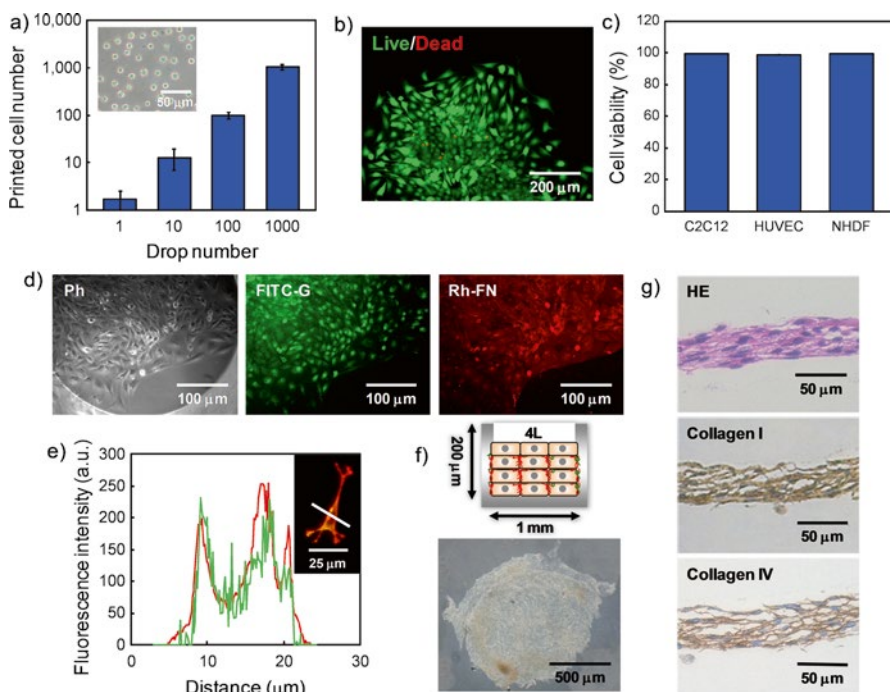 a)
10,000
1,000
100
10
1
Printed cell number
50 μm
1 10 100 1000
Drop number
b)
Live/Dead
200 μm
c)
120
100
80
60
40
20
0
Cell viability (%)
C2C12 HUVEC NHDF
d)
Ph
100 μm
FITC-G
100 μm
Rh-FN
100 μm
e)
300
250
200
150
100
50
0
Fluorescence intensity (a.u.)
25 μm
0 10 20 30
Distance (μm)
f)
4L
200 μm
1 mm
500 μm
g)
HE
50 μm
Collagen I
50 μm
Collagen IV
50 μm